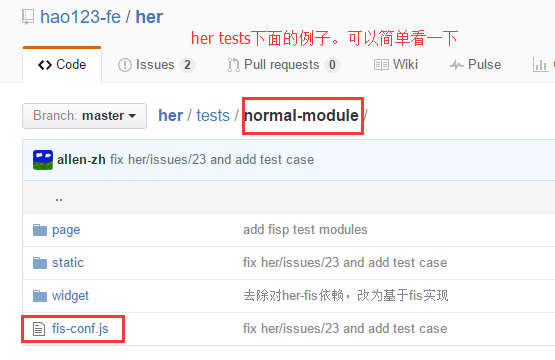 hao123-fe / her
her tests下面的例子。可以简单看一下
Code Issues 2 Pull requests 0 Wiki Pulse
Branch: master her / tests / normal-module /
allen-zh fix her/issues/23 and add test case
..
page add fisp test modules
static fix her/issues/23 and add test case
widget 去除对her-fis依赖，改为基于fis实现
fis-conf.js fix her/issues/23 and add test case